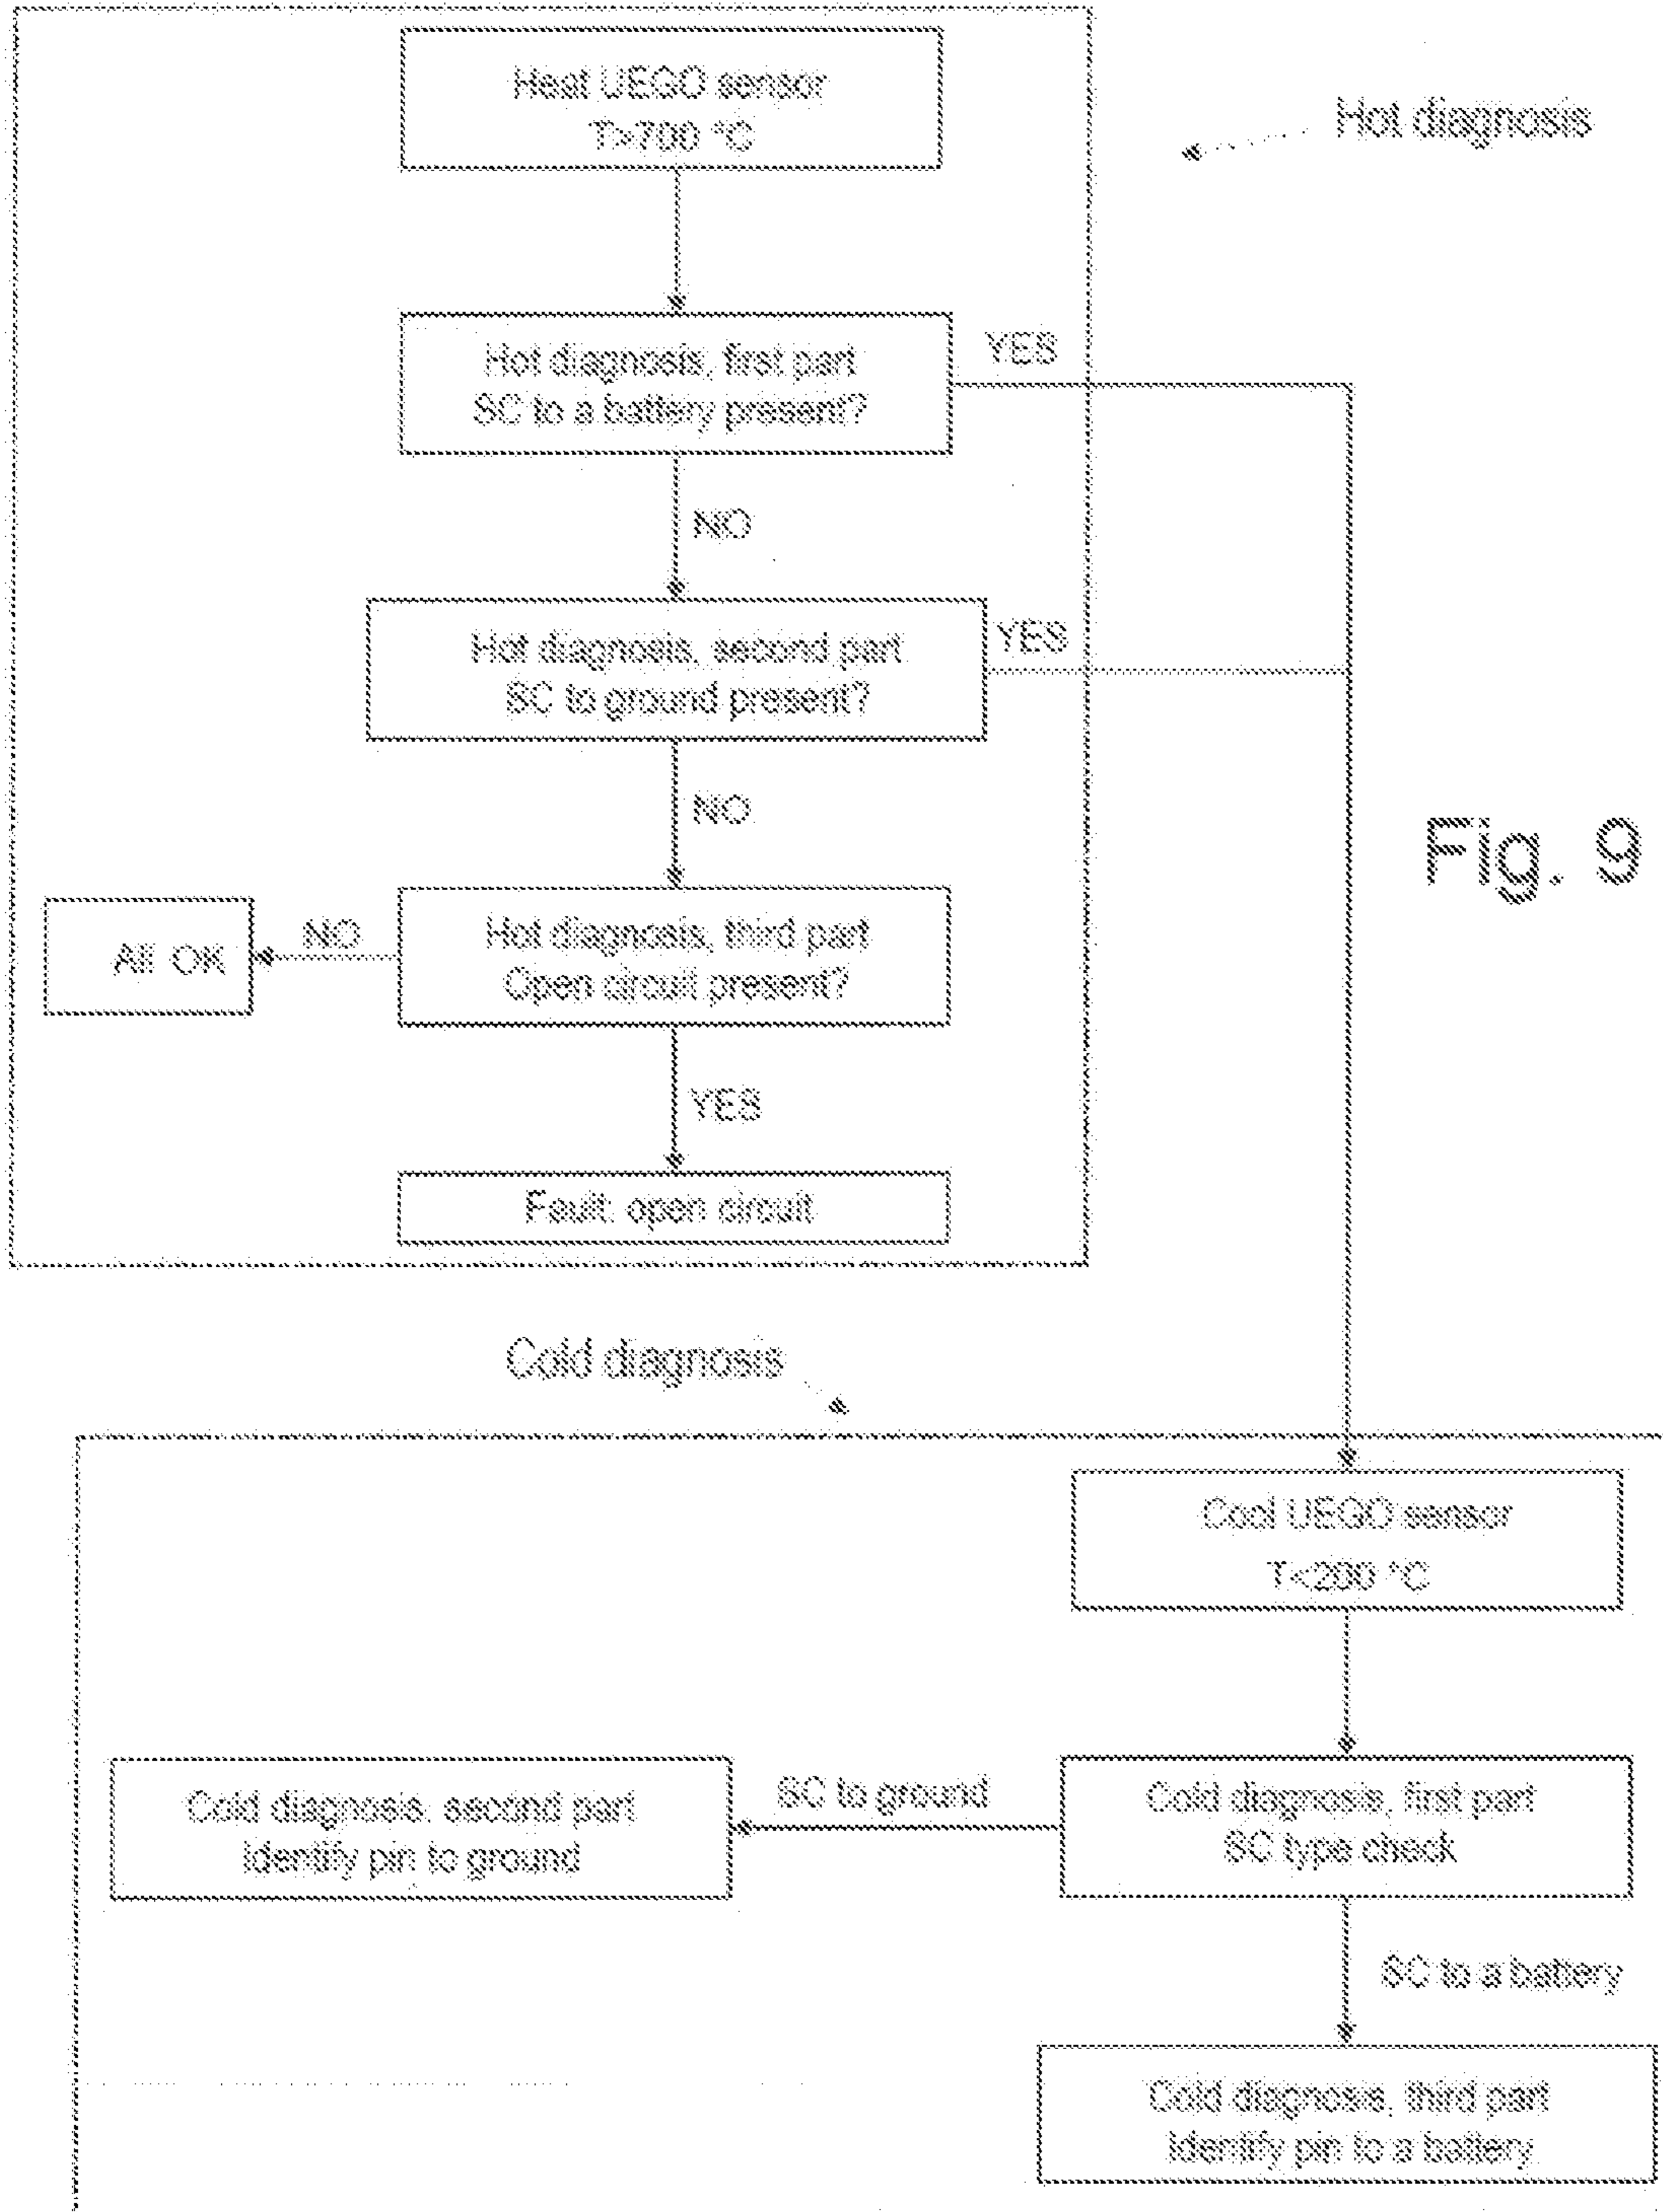 Heat UEGO sensor
T>700 °C
Hot diagnosis
Hot diagnosis, first part
SC to a battery present?
YES
NO
Hot diagnosis, second part
SC to ground present?
YES
NO
Fig. 9
Hot diagnosis, third part
Open circuit present?
NO
All OK
YES
Fault: open circuit
Cold diagnosis
Cool UEGO sensor
T<200 °C
Cold diagnosis, first part
SC type check
SC to ground
Cold diagnosis, second part
Identify pin to ground
SC to a battery
Cold diagnosis, third part
Identify pin to a battery